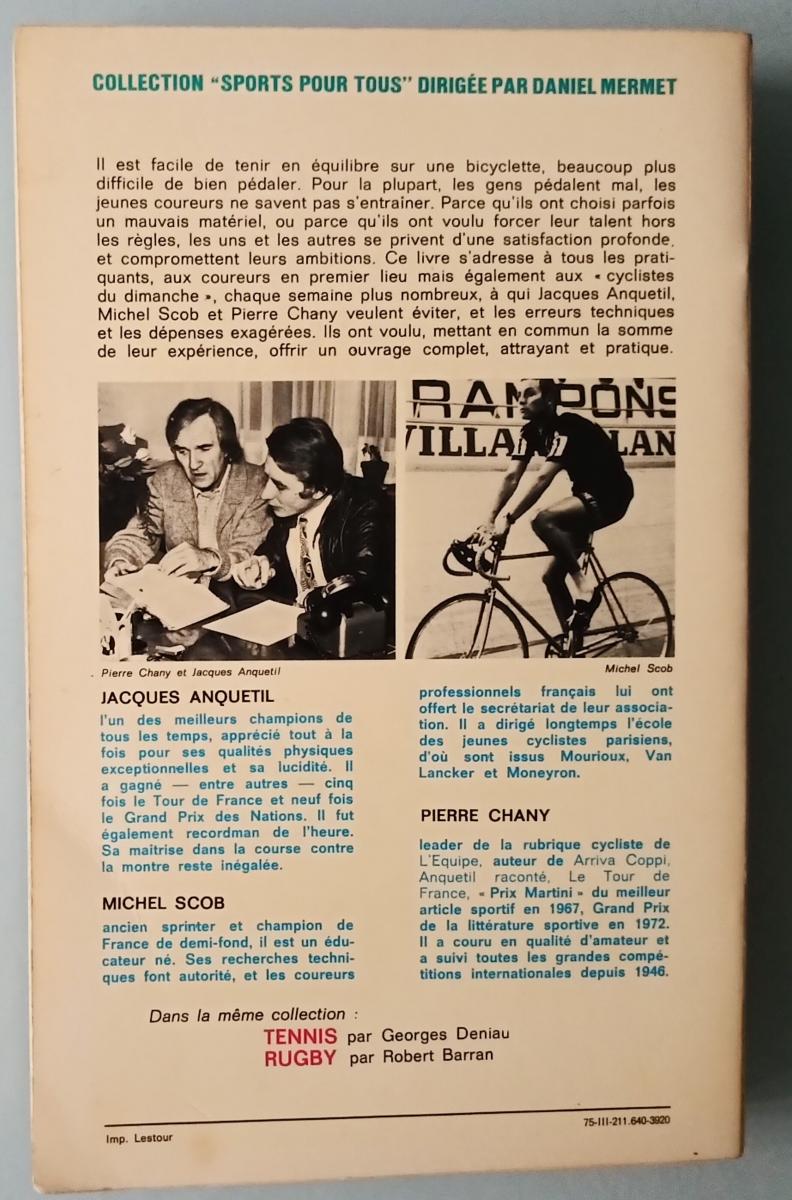 COLLECTION "SPORTS POUR TOUS" DIRIGÉE PAR DANIEL MERMET
Il est facile de tenir en équilibre sur une bicyclette, beaucoup plus
difficile de bien pédaler. Pour la plupart, les gens pédalent mal, les
jeunes coureurs ne savent pas s'entraîner. Parce qu'ils ont choisi parfois
un mauvais matériel, ou parce qu'ils ont voulu forcer leur talent hors
les règles, les uns et les autres se privent d'une satisfaction profonde,
et compromettent leurs ambitions. Ce livre s'adresse à tous les prati-
quants, aux coureurs en premier lieu mais également aux « cyclistes
du dimanche », chaque semaine plus nombreux, à qui Jacques Anquetil,
Michel Scob et Pierre Chany veulent éviter, et les erreurs techniques
et les dépenses exagérées. Ils ont voulu, mettant en commun la somme
de leur expérience, offrir un ouvrage complet, attrayant et pratique.
RAMPONS
VILLA LAN
Pierre Chany et Jacques Anquetil
Michel Scob
JACQUES ANQUETIL
l'un des meilleurs champions de
tous les temps, apprécié tout à la
fois pour ses qualités physiques
exceptionnelles et sa lucidité. Il
a gagné — entre autres — cinq
fois le Tour de France et neuf fois
le Grand Prix des Nations. Il fut
également recordman de l'heure.
Sa maîtrise dans la course contre
la montre reste inégalée.
MICHEL SCOB
ancien sprinter et champion de
France de demi-fond, il est un édu-
cateur né. Ses recherches techni-
ques font autorité, et les coureurs
professionnels français lui ont
offert le secrétariat de leur associa-
tion. Il a dirigé longtemps l'école
des jeunes cyclistes parisiens,
d'où sont issus Mourioux, Van
Lancker et Moneyron.
PIERRE CHANY
leader de la rubrique cycliste de
L'Equipe, auteur de Arriva Coppi,
Anquetil raconté, Le Tour de
France, « Prix Martini » du meilleur
article sportif en 1967, Grand Prix
de la littérature sportive en 1972.
Il a couru en qualité d'amateur et
a suivi toutes les grandes compé-
titions internationales depuis 1946.
Dans la même collection :
TENNIS par Georges Deniau
RUGBY par Robert Barran
Imp. Lestour
75-III-211.640-3920